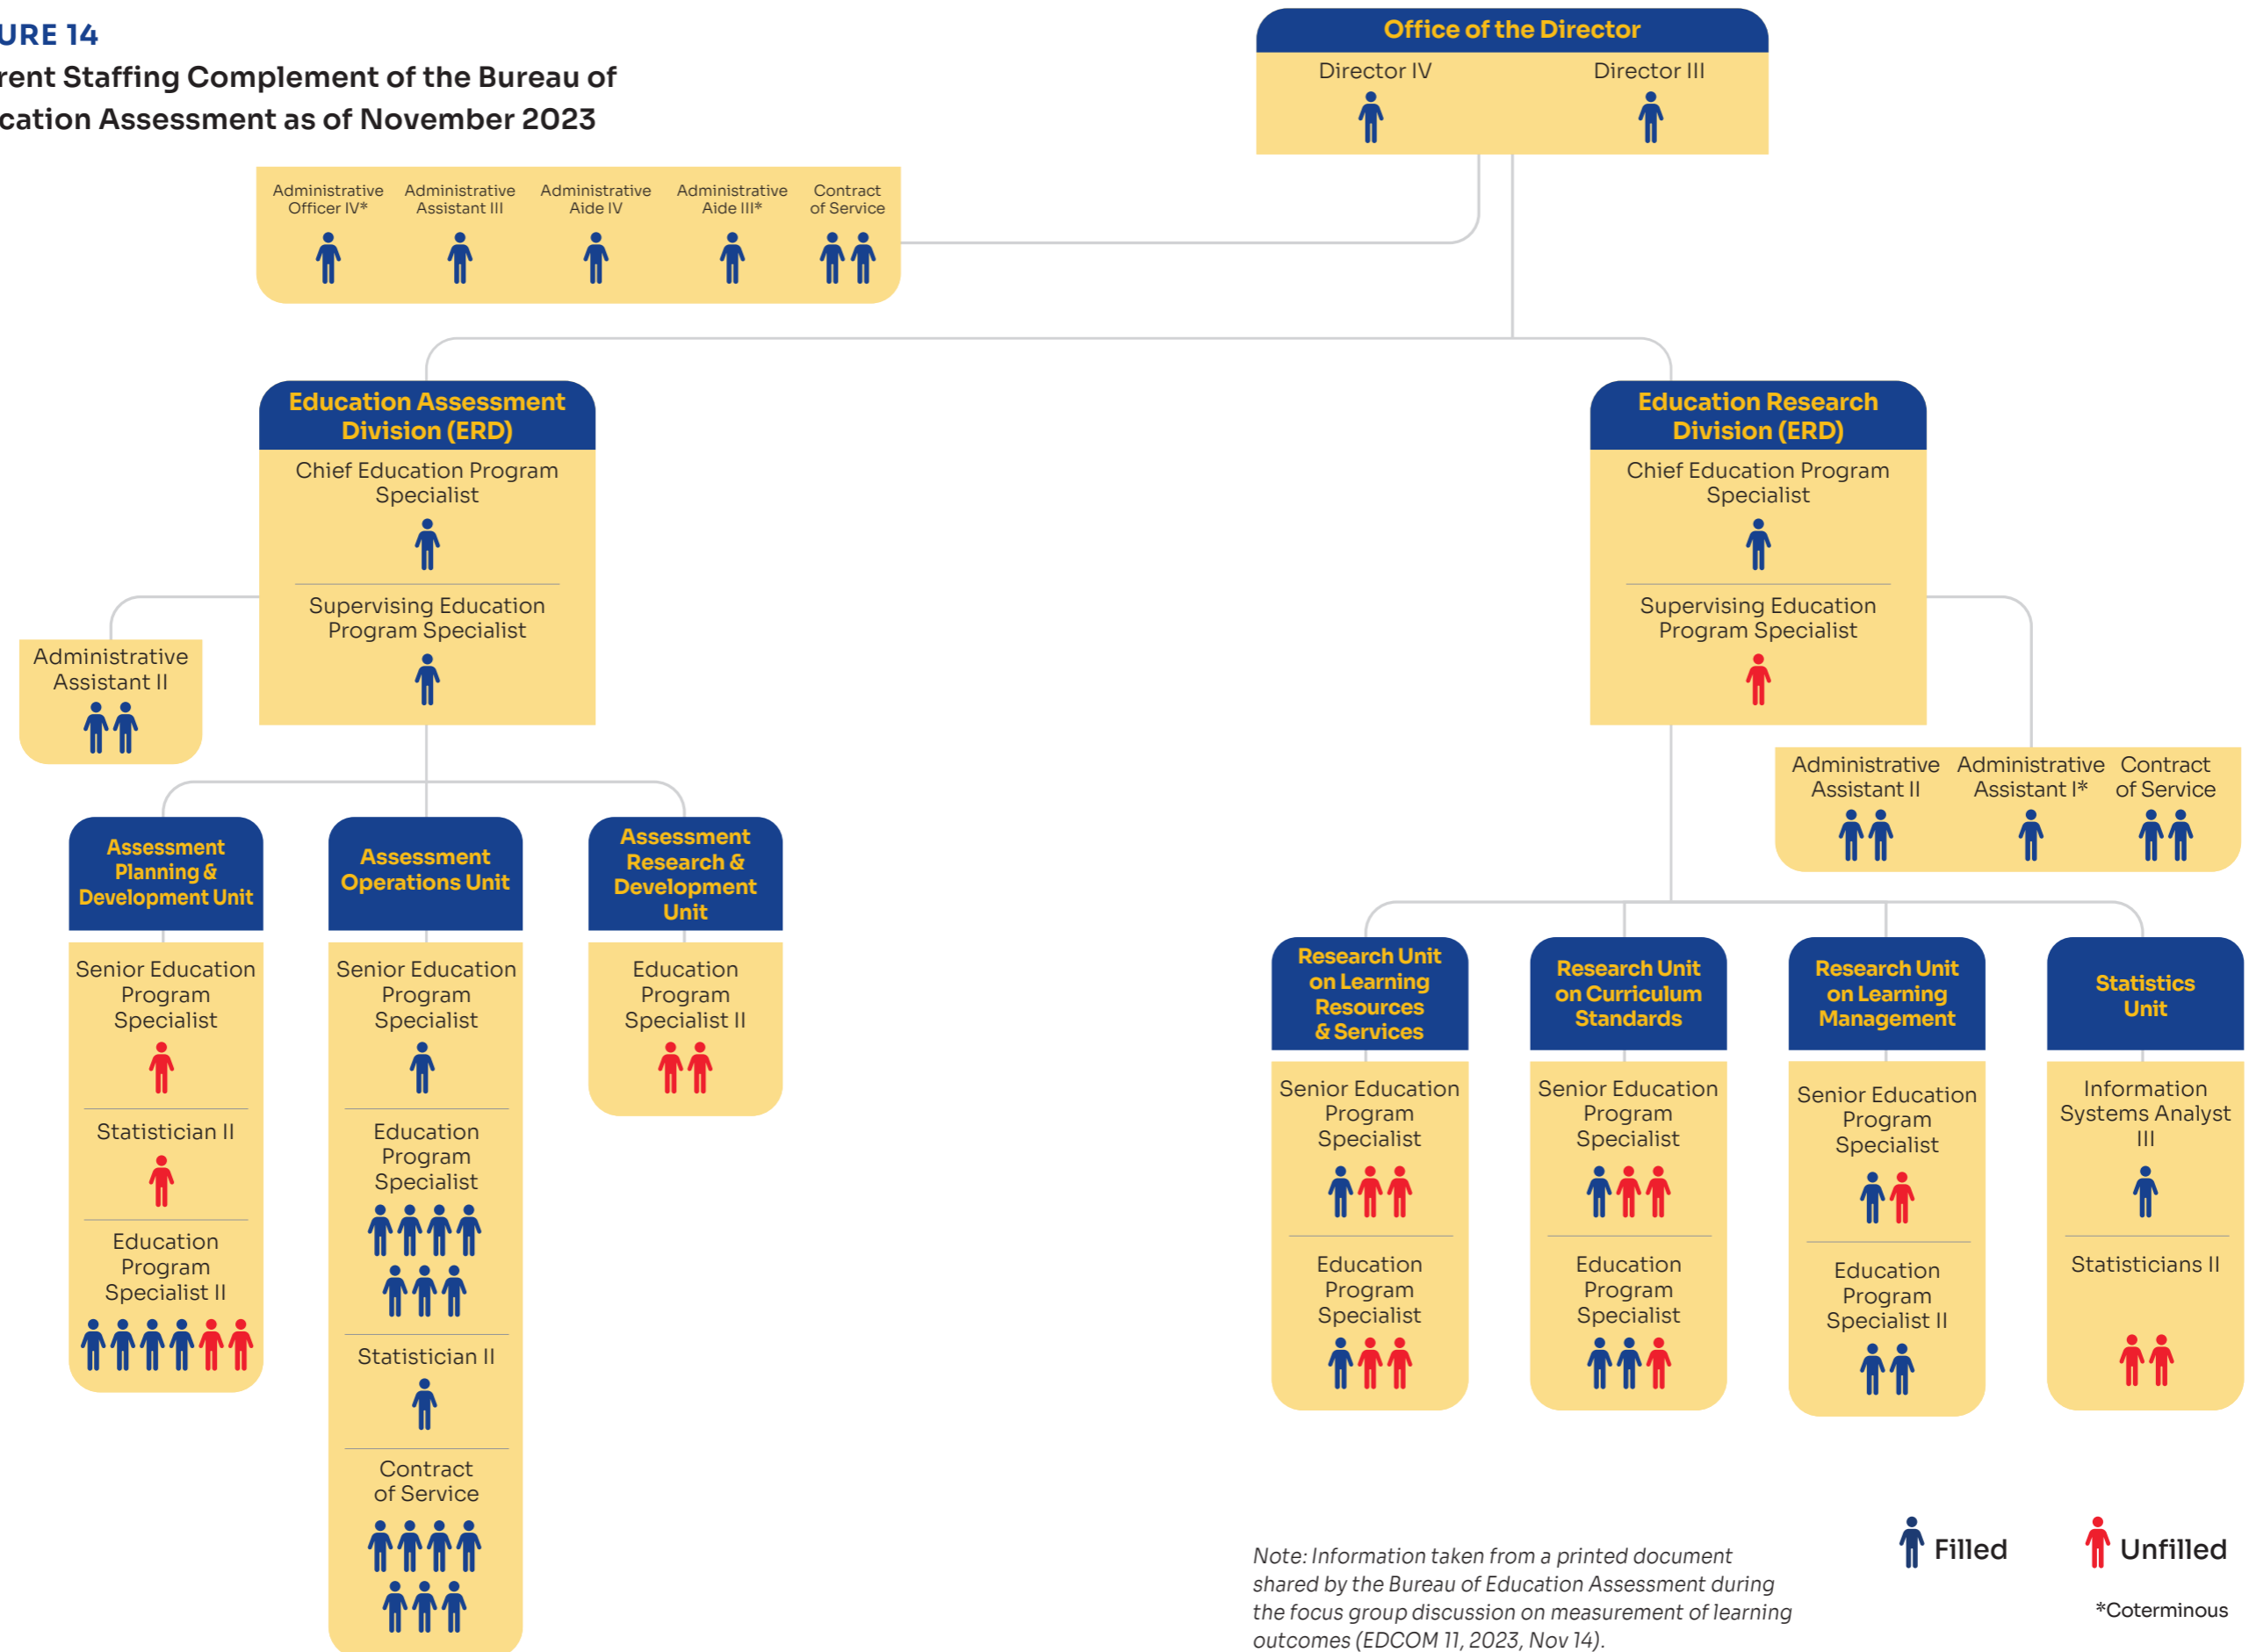 URE 14
rent Staffing Complement of the Bureau of
cation Assessment as of November 2023
Office of the Director
Director IV
Director III
Administrative
Officer IV*
Administrative
Assistant III
Administrative
Aide IV
Administrative
Aide III*
Contract
of Service
Education Assessment
Division (ERD)
Chief Education Program
Specialist
Supervising Education
Program Specialist
Administrative
Assistant II
Education Research
Division (ERD)
Chief Education Program
Specialist
Supervising Education
Program Specialist
Administrative
Assistant II
Administrative
Assistant I*
Contract
of Service
Assessment
Planning &
Development Unit
Senior Education
Program
Specialist
Statistician II
Education
Program
Specialist II
Assessment
Operations Unit
Senior Education
Program
Specialist
Education
Program
Specialist
Statistician II
Contract
of Service
Assessment
Research &
Development
Unit
Education
Program
Specialist II
Research Unit
on Learning
Resources
& Services
Senior Education
Program
Specialist
Education
Program
Specialist
Research Unit
on Curriculum
Standards
Senior Education
Program
Specialist
Education
Program
Specialist
Research Unit
on Learning
Management
Senior Education
Program
Specialist
Education
Program
Specialist II
Statistics
Unit
Information
Systems Analyst
III
Statisticians II
Note: Information taken from a printed document
shared by the Bureau of Education Assessment during
the focus group discussion on measurement of learning
outcomes (EDCOM 11, 2023, Nov 14).
Filled
Unfilled
*Coterminous